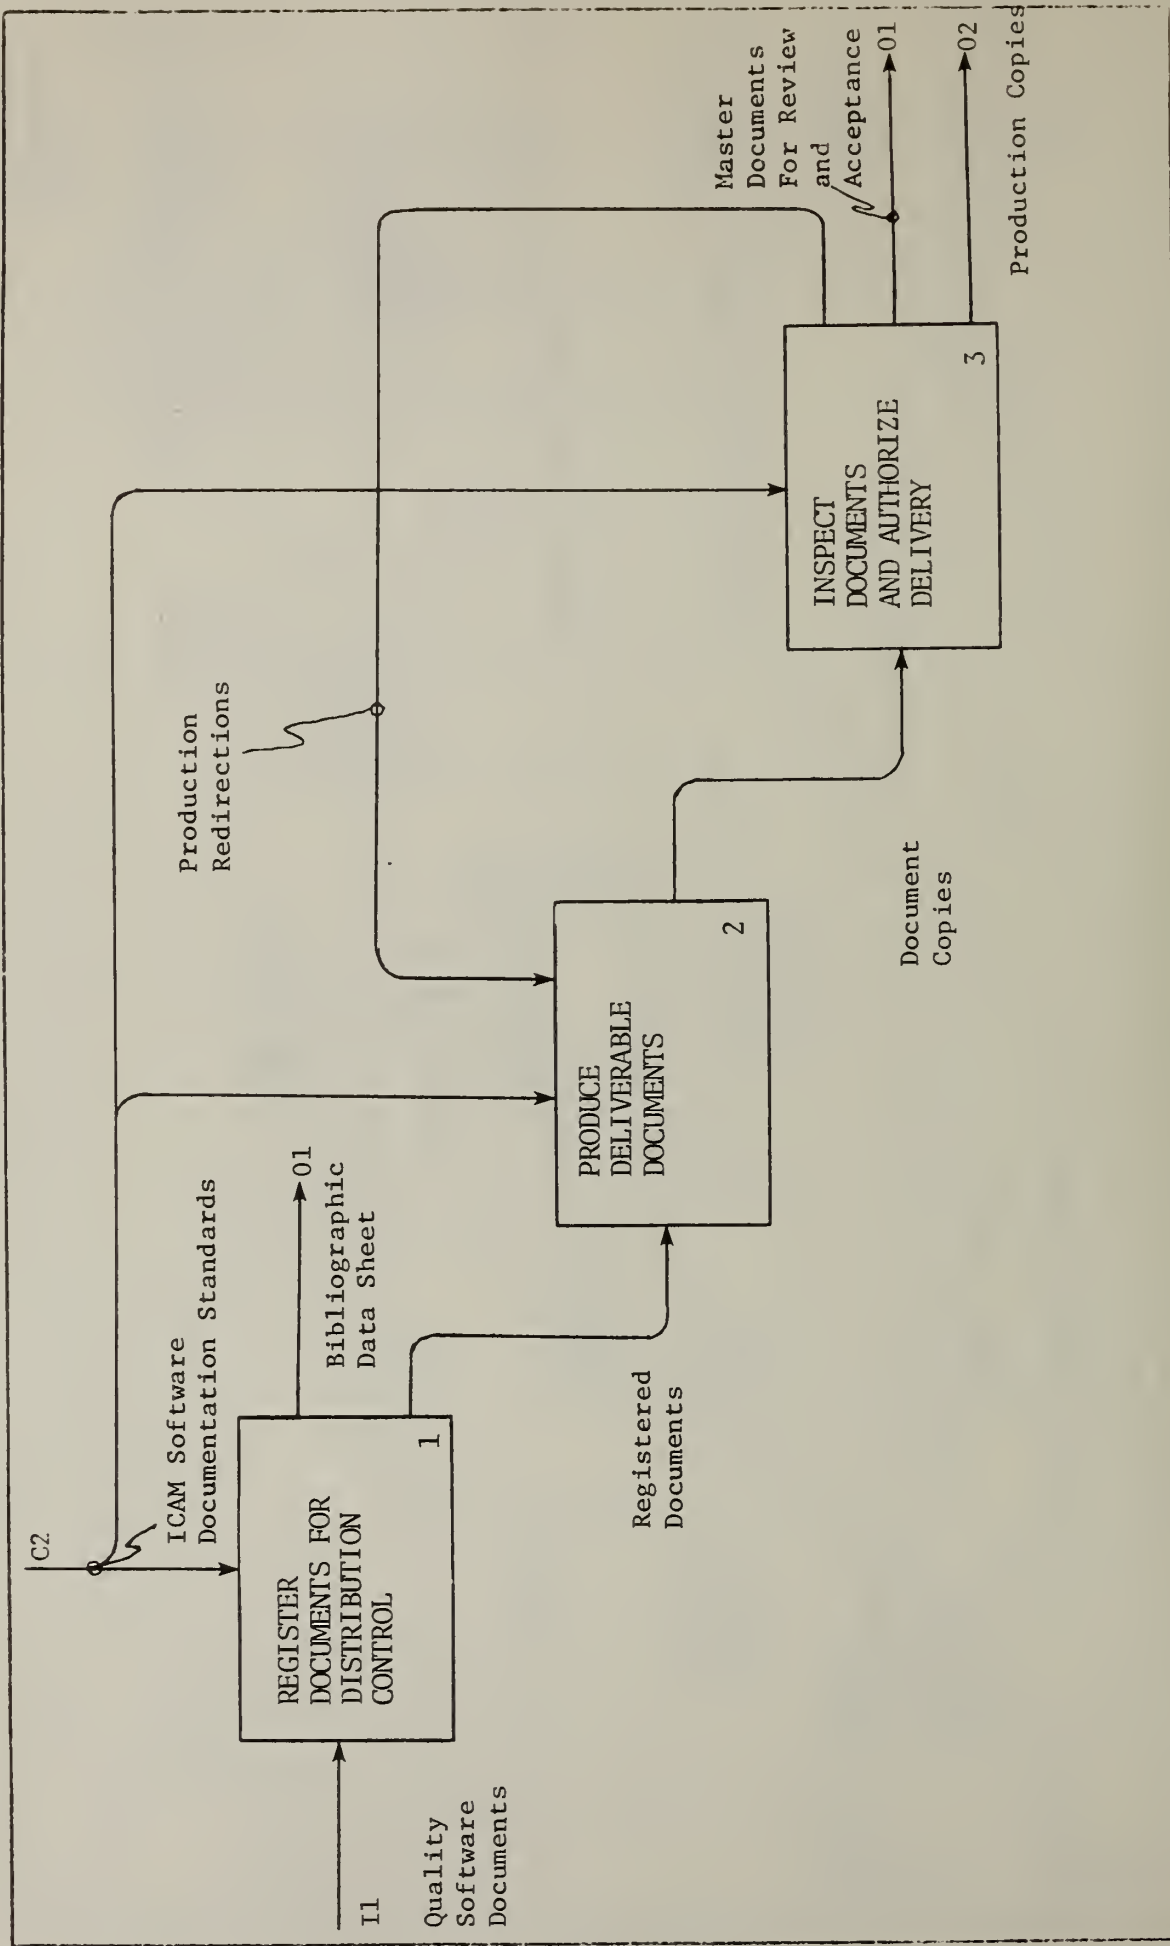 C2
ICAM Software
Documentation Standards
I1
Quality
Software
Documents
REGISTER
DOCUMENTS FOR
DISTRIBUTION
CONTROL
1
O1
Bibliographic
Data Sheet
Registered
Documents
Production
Redirections
PRODUCE
DELIVERABLE
DOCUMENTS
2
Document
Copies
INSPECT
DOCUMENTS
AND AUTHORIZE
DELIVERY
3
Master
Documents
For Review
and
Acceptance
O1
O2
Production Copies